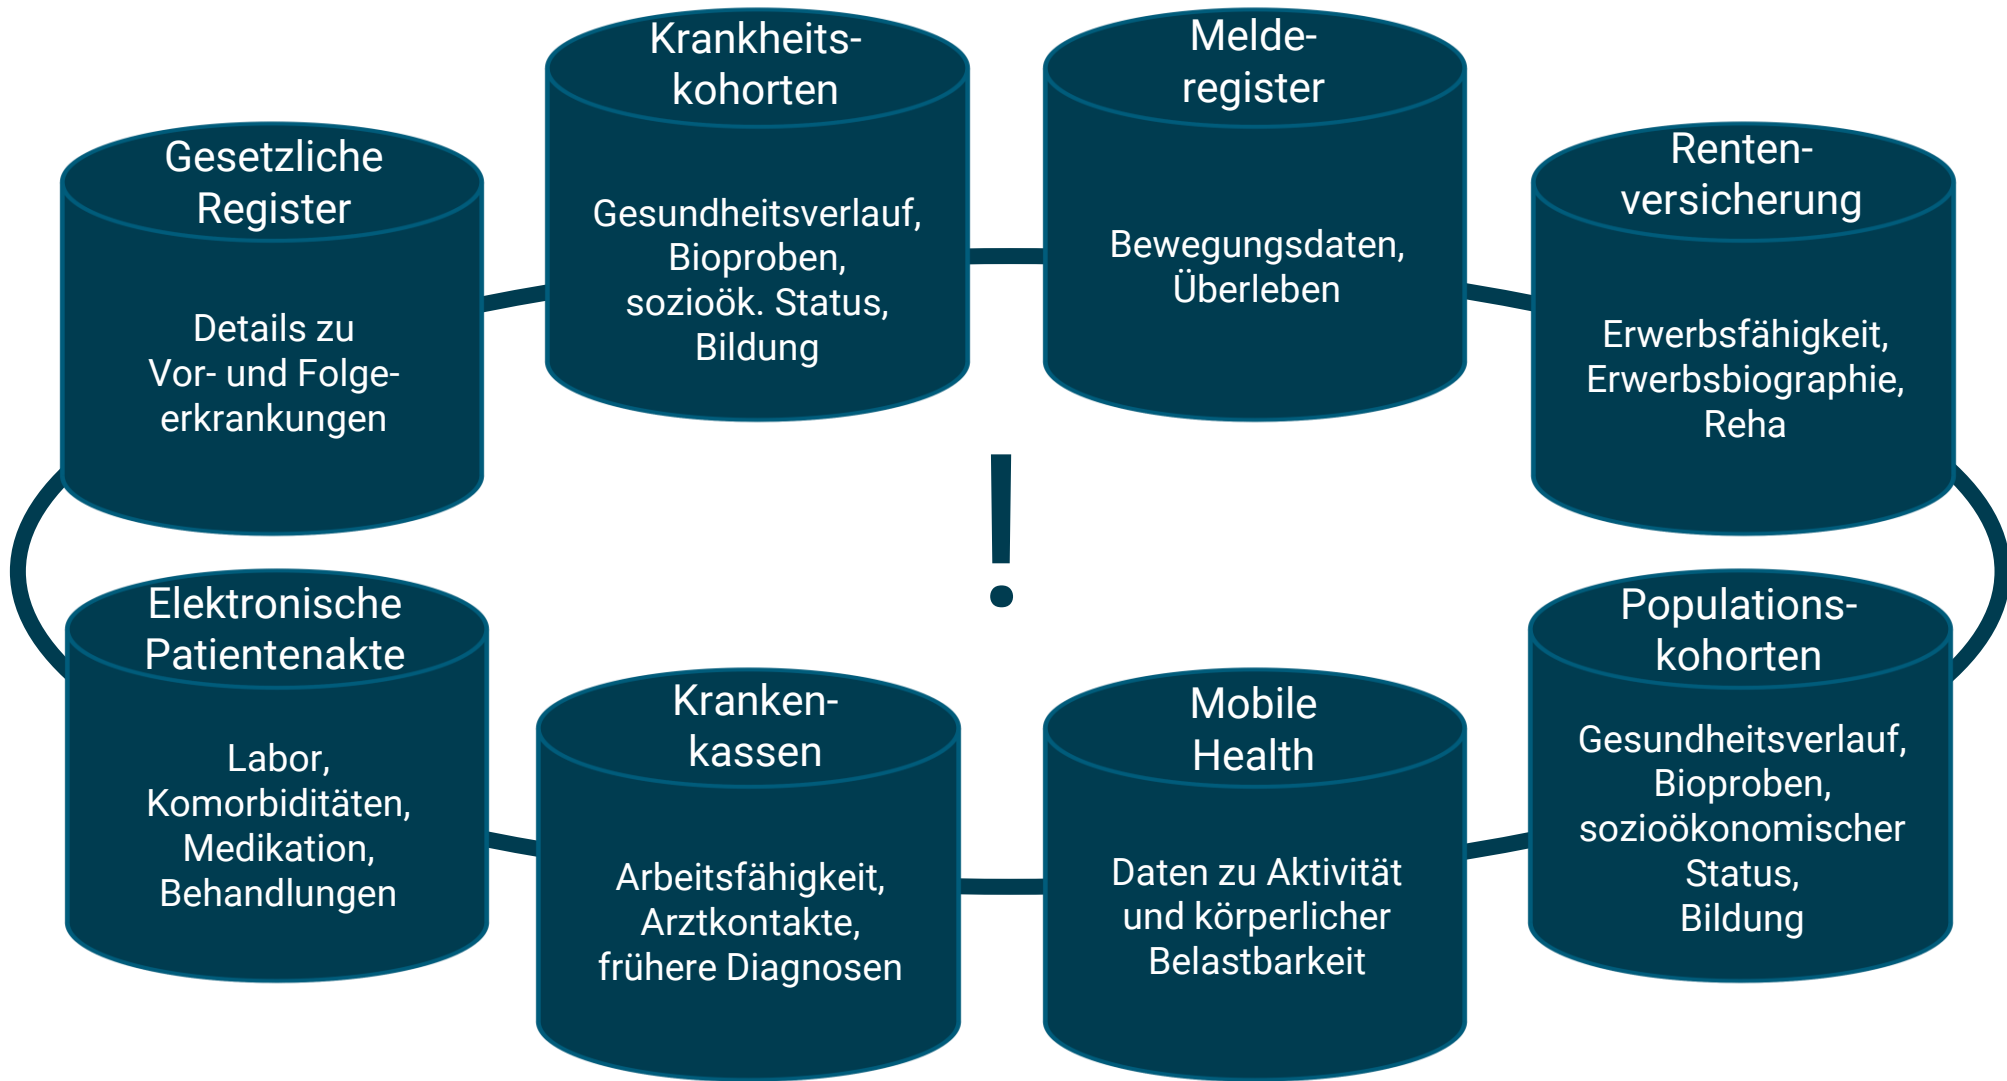 Krankheits-
kohorten
Gesundheitsverlauf,
Bioproben,
sozioök. Status,
Bildung
Melde-
register
Bewegungsdaten,
Überleben
Gesetzliche
Register
Details zu
Vor- und Folge-
erkrankungen
Renten-
versicherung
Erwerbsfähigkeit,
Erwerbsbiographie,
Reha
!
Elektronische
Patientenakte
Labor,
Komorbiditäten,
Medikation,
Behandlungen
Kranken-
kassen
Arbeitsfähigkeit,
Arztkontakte,
frühere Diagnosen
Mobile
Health
Daten zu Aktivität
und körperlicher
Belastbarkeit
Populations-
kohorten
Gesundheitsverlauf,
Bioproben,
sozioökonomischer
Status,
Bildung